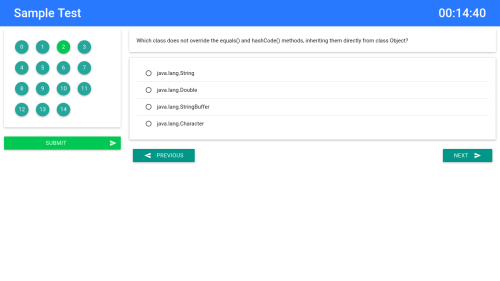 Sample Test
00:14:40
0 1 2 3
4 5 6 7
8 9 10 11
12 13 14
SUBMIT
Which class does not override the equals() and hashCode() methods, inheriting them directly from class Object?
java.lang.String
java.lang.Double
java.lang.StringBuffer
java.lang.Character
PREVIOUS
NEXT